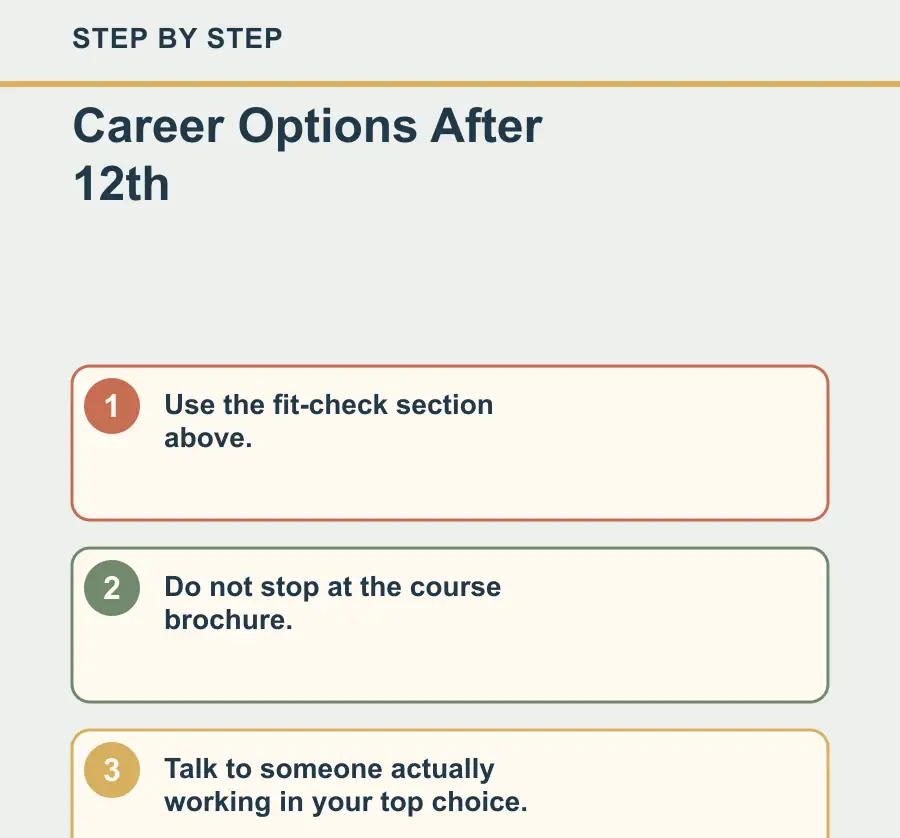 STEP BY STEP
Career Options After
12th
1
Use the fit-check section
above.
2
Do not stop at the course
brochure.
3
Talk to someone actually
working in your top choice.